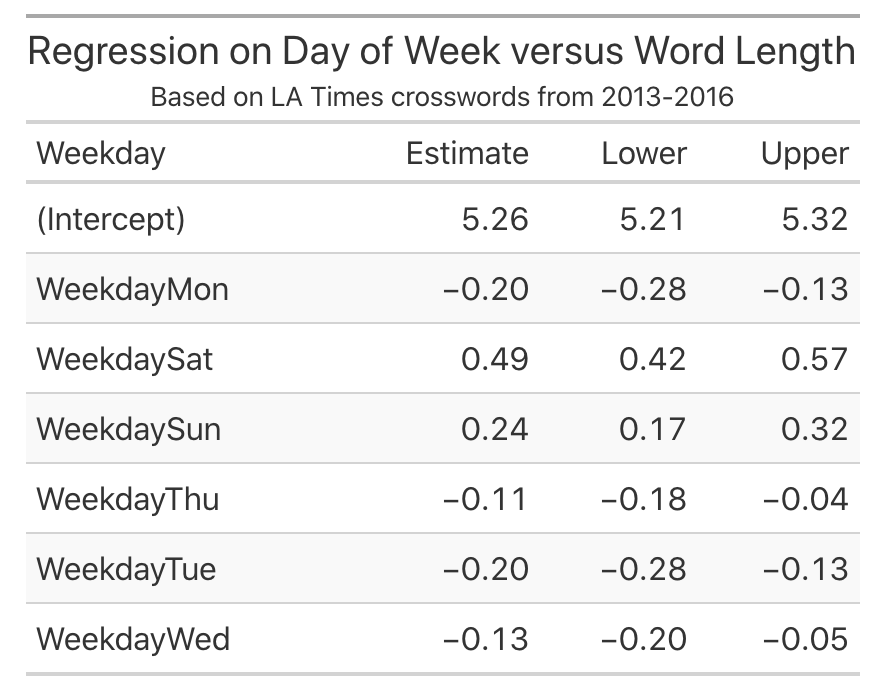 Regression on Day of Week versus Word Length
Based on LA Times crosswords from 2013-2016
Weekday Estimate Lower Upper
(Intercept) 5.26 5.21 5.32
WeekdayMon −0.20 −0.28 −0.13
WeekdaySat 0.49 0.42 0.57
WeekdaySun 0.24 0.17 0.32
WeekdayThu −0.11 −0.18 −0.04
WeekdayTue −0.20 −0.28 −0.13
WeekdayWed −0.13 −0.20 −0.05